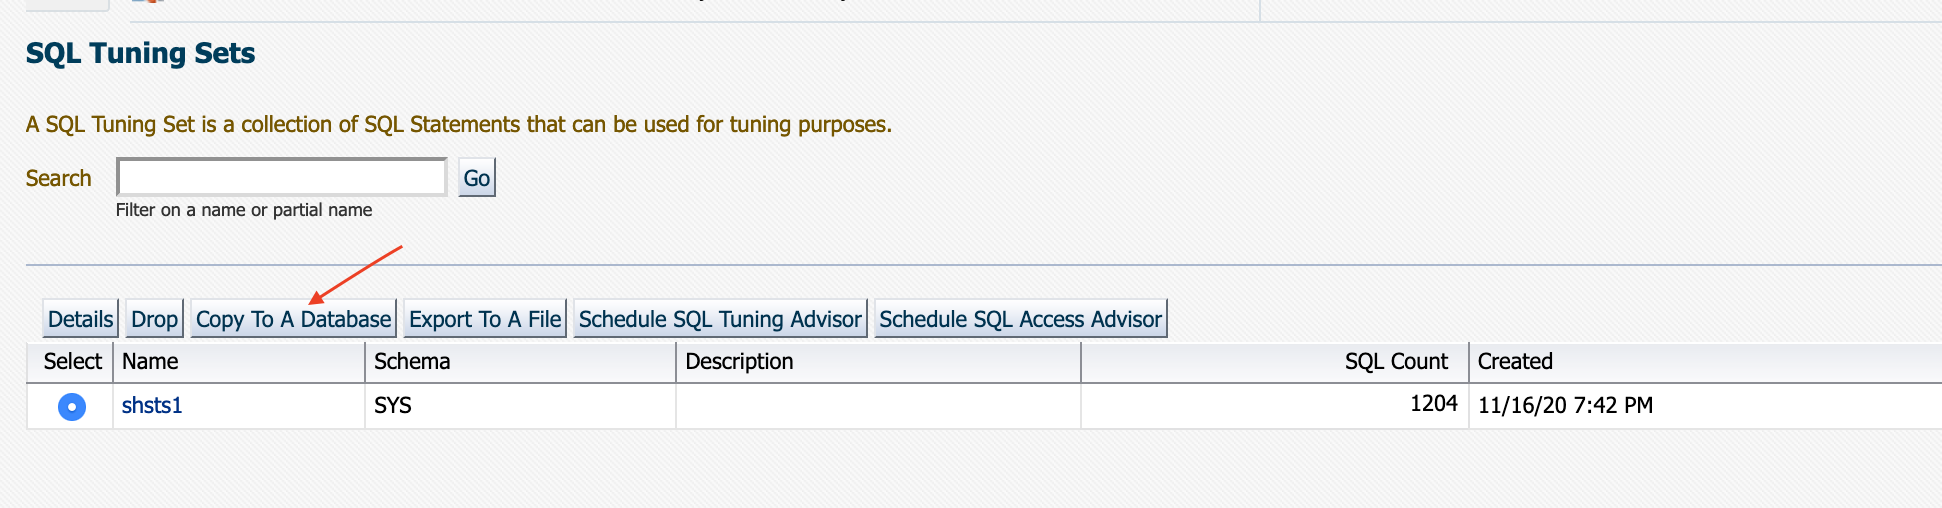 SQL Tuning Sets
A SQL Tuning Set is a collection of SQL Statements that can be used for tuning purposes.
Search Go
Filter on a name or partial name
Details Drop Copy To A Database Export To A File Schedule SQL Tuning Advisor Schedule SQL Access Advisor
Select Name Schema Description SQL Count Created
shsts1 SYS 1204 11/16/20 7:42 PM